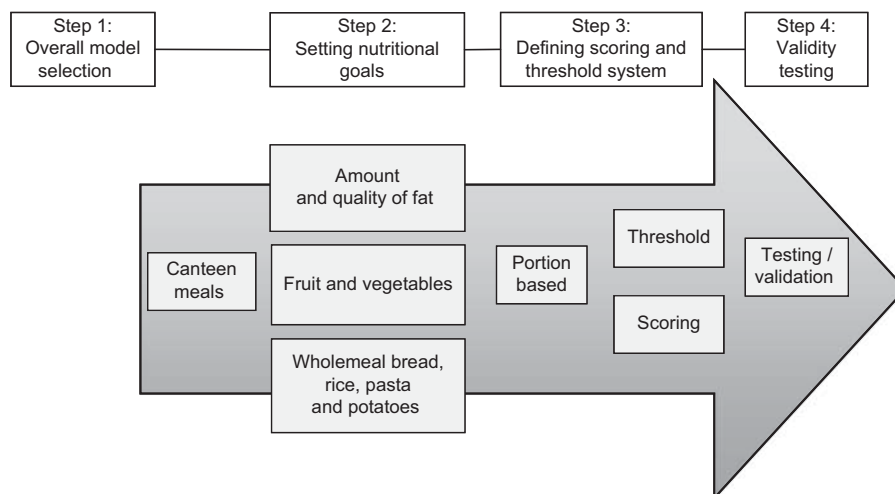 Step 1:
Overall model
selection
Step 2:
Setting nutritional
goals
Step 3:
Defining scoring and
threshold system
Step 4:
Validity
testing
Canteen
meals
Amount
and quality of fat
Fruit and vegetables
Wholemeal bread,
rice, pasta
and potatoes
Portion
based
Threshold
Scoring
Testing /
validation